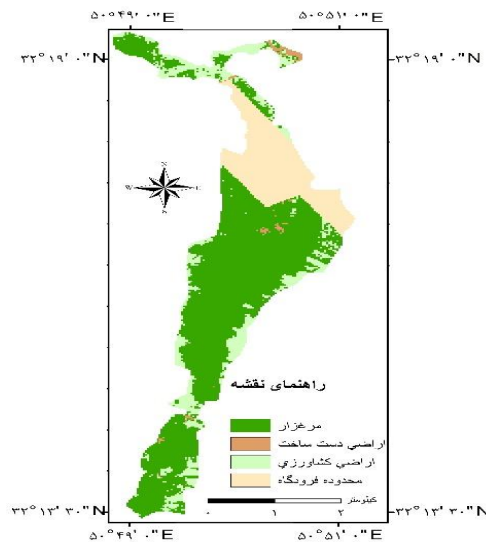 ۵۰°۴۹' ۰"E ۵۰°۵۱' ۰"E
۳۲°۱۹' ۰"N ۳۲°۱۹' ۰"N
N
W E
راهنمای نقشه
مرغزار
اراضی دست ساخت
اراضی کشاورزی
محدوده فرودگاه
کیلومتر
۰ ۱ ۲
۳۲°۱۳' ۳۰"N ۳۲°۱۳' ۳۰"N
۵۰°۴۹' ۰"E ۵۰°۵۱' ۰"E